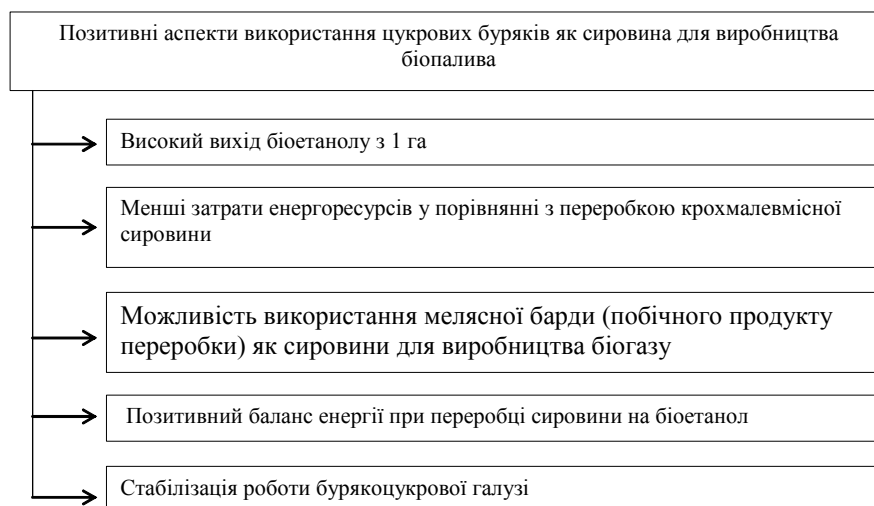 Позитивні аспекти використання цукрових буряків як сировина для виробництва
біопалива
Високий вихід біоетанолу з 1 га
Менші затрати енергоресурсів у порівнянні з переробкою крохмалевмісної
сировини
Можливість використання мелясної барди (побічного продукту
переробки) як сировини для виробництва біогазу
Позитивний баланс енергії при переробці сировини на біоетанол
Стабілізація роботи бурякоцукрової галузі